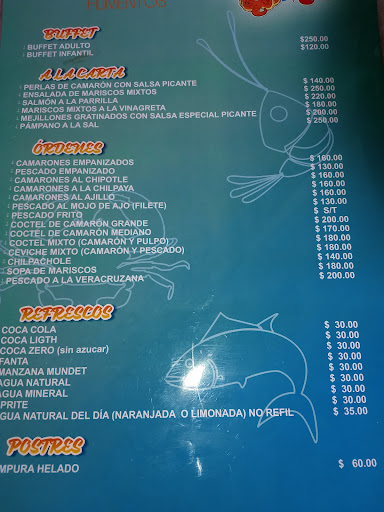 BUFFET
BUFFET ADULTO $250.00
BUFFET INFANTIL $120.00
A LA CARTA
PERLAS DE CAMARÓN CON SALSA PICANTE $ 140.00
ENSALADA DE MARISCOS MIXTOS $ 250.00
SALMÓN A LA PARRILLA $ 220.00
MARISCOS MIXTOS A LA VINAGRETA $ 180.00
MEJILLONES GRATINADOS CON SALSA ESPECIAL PICANTE $ 200.00
PÁMPANO A LA SAL $ 250.00
ÓRDENES
CAMARONES EMPANIZADOS $ 160.00
PESCADO EMPANIZADO $ 130.00
CAMARONES AL CHIPOTLE $ 160.00
CAMARONES A LA CHILPAYA $ 160.00
CAMARONES AL AJILLO $ 160.00
PESCADO AL MOJO DE AJO (FILETE) $ 130.00
PESCADO FRITO $ S/T
COCTEL DE CAMARÓN GRANDE $ 200.00
COCTEL DE CAMARÓN MEDIANO $ 170.00
COCTEL MIXTO (CAMARÓN Y PULPO) $ 180.00
CEVICHE MIXTO (CAMARÓN Y PESCADO) $ 180.00
CHILPACHOLE $ 140.00
SOPA DE MARISCOS $ 180.00
PESCADO A LA VERACRUZANA $ 200.00
REFRESCOS
COCA COLA $ 30.00
COCA LIGTH $ 30.00
COCA ZERO (sin azucar) $ 30.00
FANTA $ 30.00
MANZANA MUNDET $ 30.00
AGUA NATURAL $ 30.00
AGUA MINERAL $ 30.00
SPRITE $ 30.00
AGUA NATURAL DEL DÍA (NARANJADA O LIMONADA) NO REFIL $ 35.00
POSTRES
MPURA HELADO $ 60.00